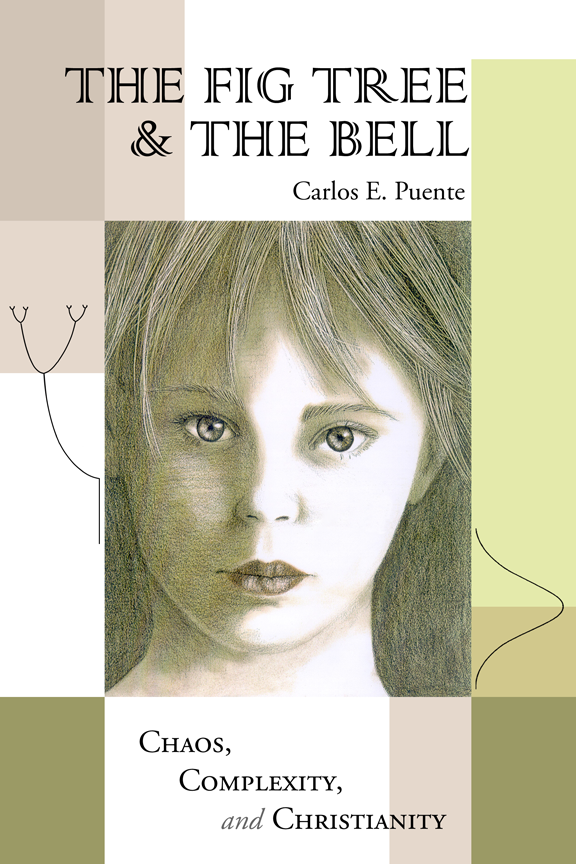 THE FIG TREE
& THE BELL
Carlos E. Puente
CHAOS,
COMPLEXITY,
and CHRISTIANITY